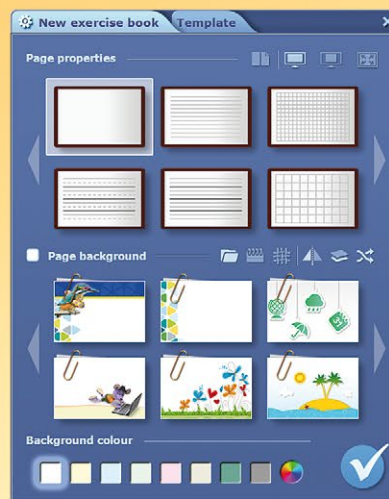 New exercise book
Template
Page properties
Page background
Background colour